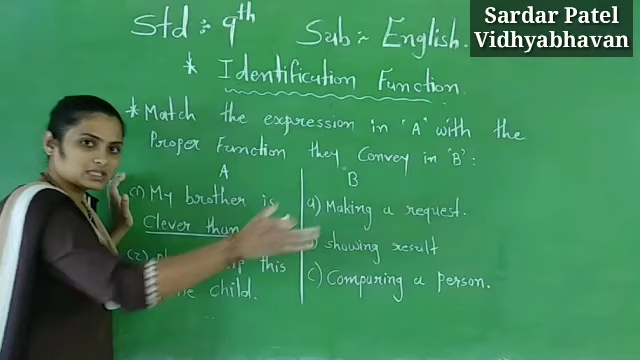 Sardar Patel
Vidhyabhavan
Std :- 9th Sub :- English.
* Identification Function.
* Match the expression in "A" with the
Proper Function they Convey in 'B' :
A B
(1) My brother is
Clever than
a) Making a request.
(2) this
child.
showing result
c) Comparing a person.